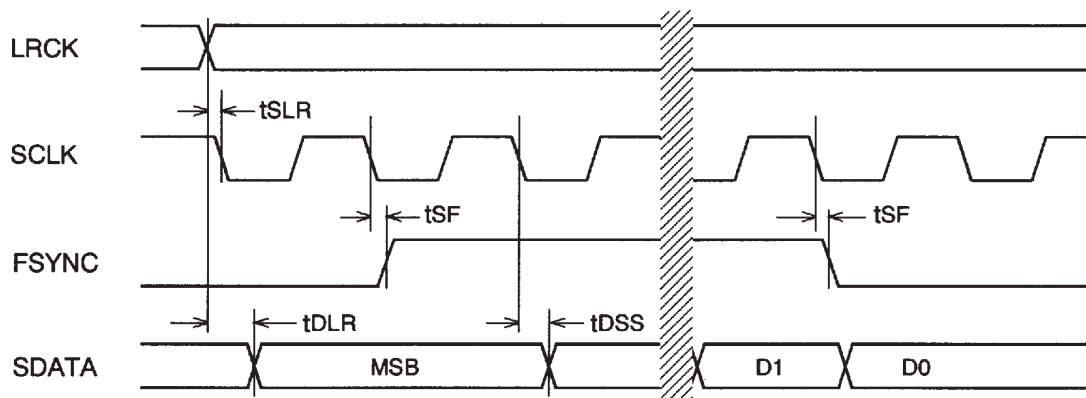 LRCK
tSLR
SCLK
tSF tSF
FSYNC
tDLR tDSS
SDATA MSB D1 D0